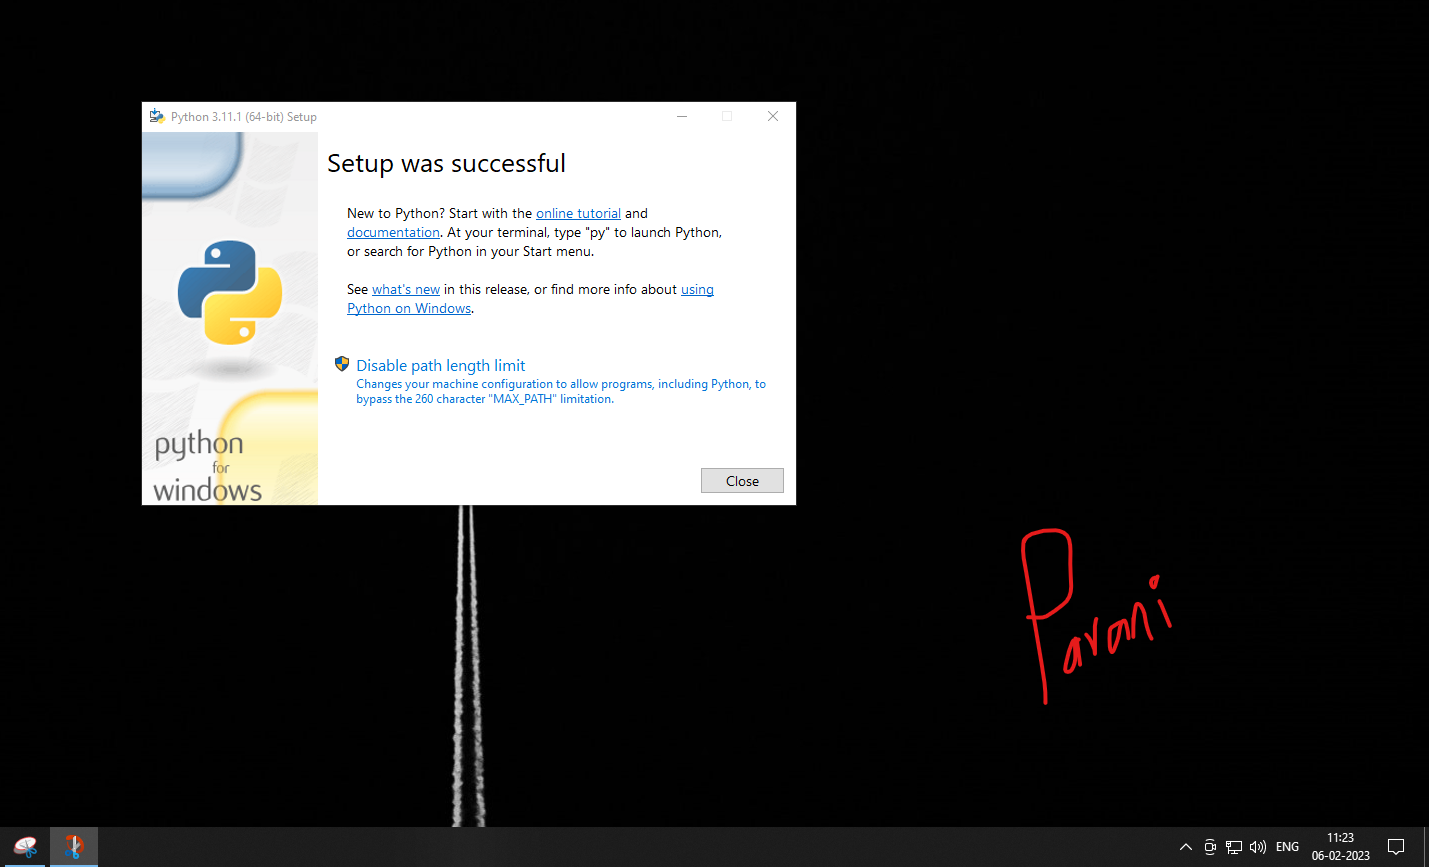 Python 3.11.1 (64-bit) Setup
Setup was successful
New to Python? Start with the online tutorial and
documentation. At your terminal, type "py" to launch Python,
or search for Python in your Start menu.
See what's new in this release, or find more info about using
Python on Windows.
Disable path length limit
Changes your machine configuration to allow programs, including Python, to
bypass the 260 character "MAX_PATH" limitation.
python
for
windows
Close
Parani
ENG
11:23
06-02-2023